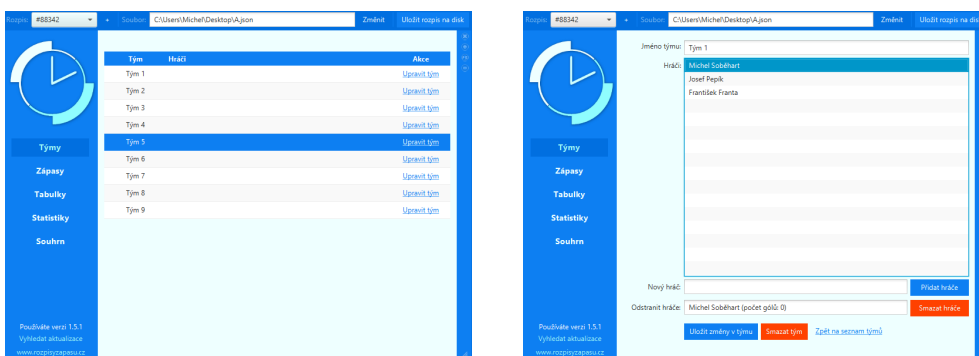 Rozpis: #88342 + Soubor: C:\Users\Michel\Desktop\A.json Změnit Uložit rozpis na disk
Tým Hráči Akce
Tým 1 Upravit tým
Tým 2 Upravit tým
Tým 3 Upravit tým
Tým 4 Upravit tým
Tým 5 Upravit tým
Tým 6 Upravit tým
Tým 7 Upravit tým
Tým 8 Upravit tým
Tým 9 Upravit tým
Týmy
Zápasy
Tabulky
Statistiky
Souhrn
Používáte verzi 1.5.1
Vyhledat aktualizace
www.rozpisyzapasu.cz
Rozpis: #88342 + Soubor: C:\Users\Michel\Desktop\A.json Změnit Uložit rozpis na dis
Jméno týmu: Tým 1
Hráči: Michel Soběhart
Josef Pepík
František Franta
Týmy
Zápasy
Tabulky
Statistiky
Souhrn
Nový hráč: Přidat hráče
Odstranit hráče: Michel Soběhart (počet gólů: 0) Smazat hráče
Uložit změny v týmu Smazat tým Zpět na seznam týmů
Používáte verzi 1.5.1
Vyhledat aktualizace
www.rozpisyzapasu.cz